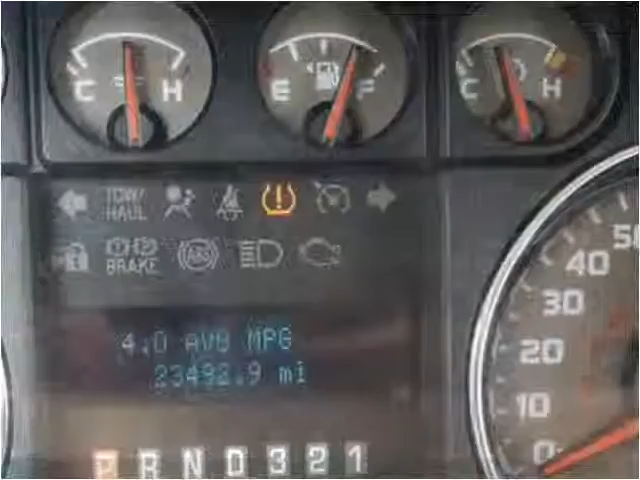 C H
E F
C H
TOW/
HAUL
BRAKE
ABS
4.0 AVG MPG
23492.9 mi
P R N D 3 2 1
50
40
30
20
10
0